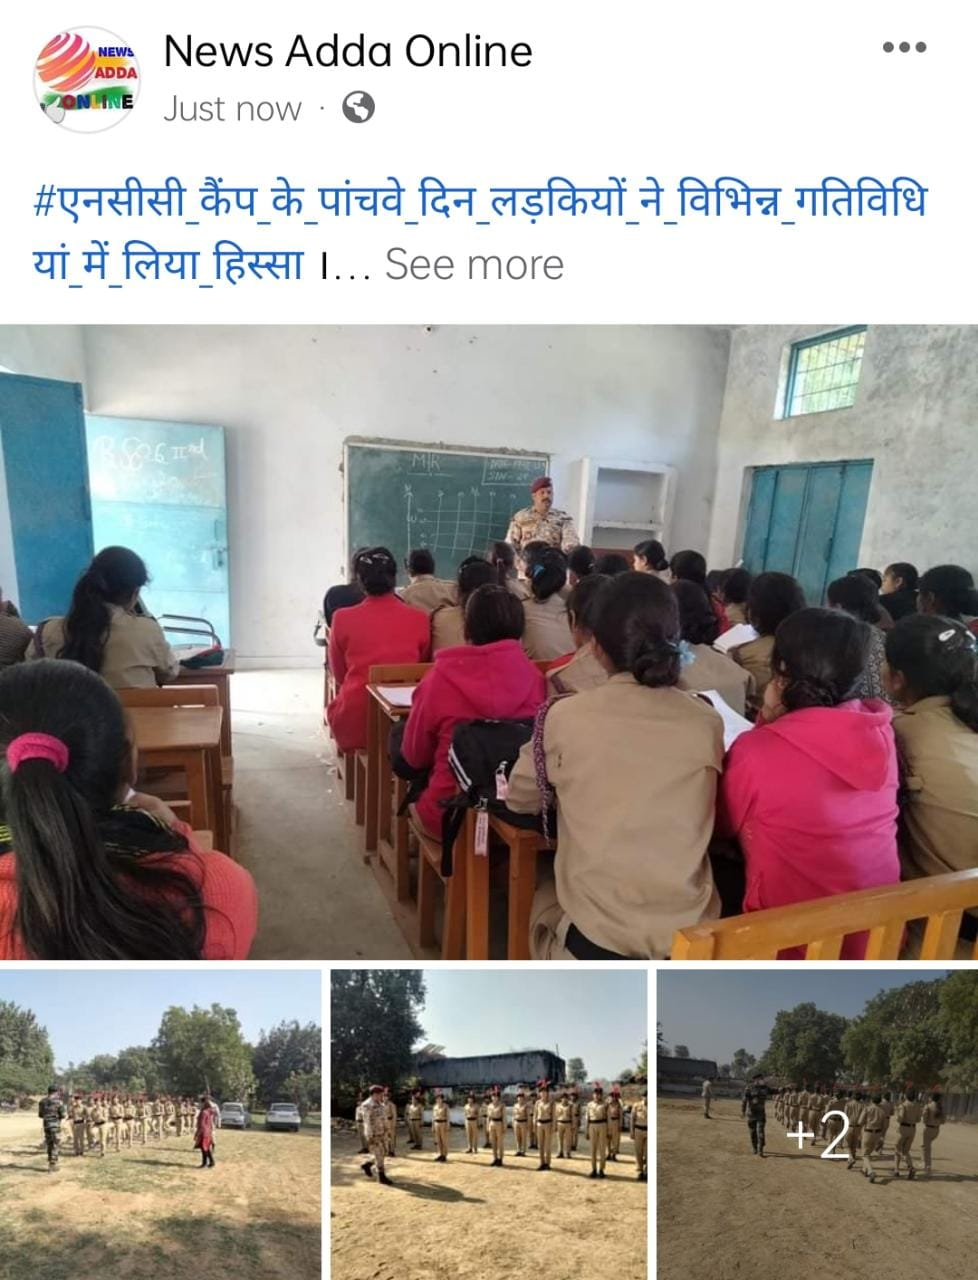 NEWS
ADDA
ONLINE
News Adda Online
Just now ·
#एनसीसी_कैंप_के_पांचवे_दिन_लड़कियों_ने_विभिन्न_गतिविधि
यां_में_लिया_हिस्सा ।... See more
M|R
+2